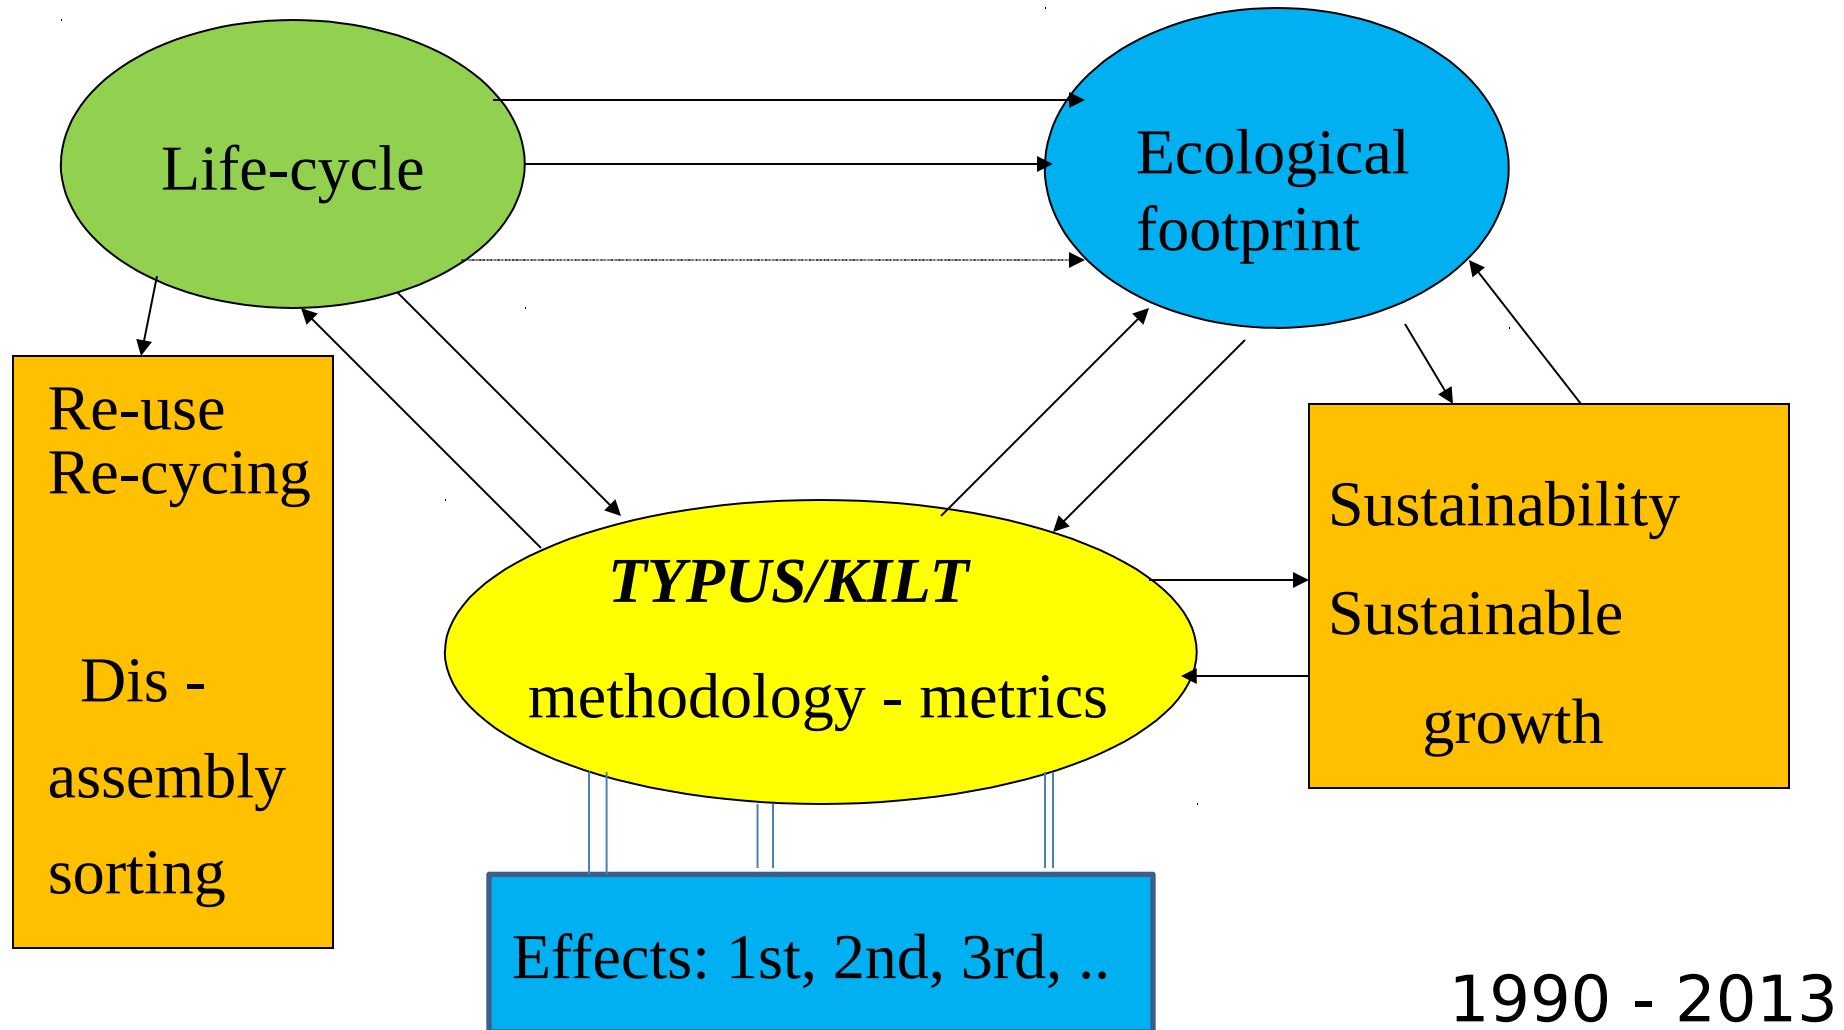 Life-cycle
Ecological
footprint
Re-use
Re-cycing
Dis -
assembly
sorting
TYPUS/KILT
methodology - metrics
Sustainability
Sustainable
growth
Effects: 1st, 2nd, 3rd, ..
1990 - 2013